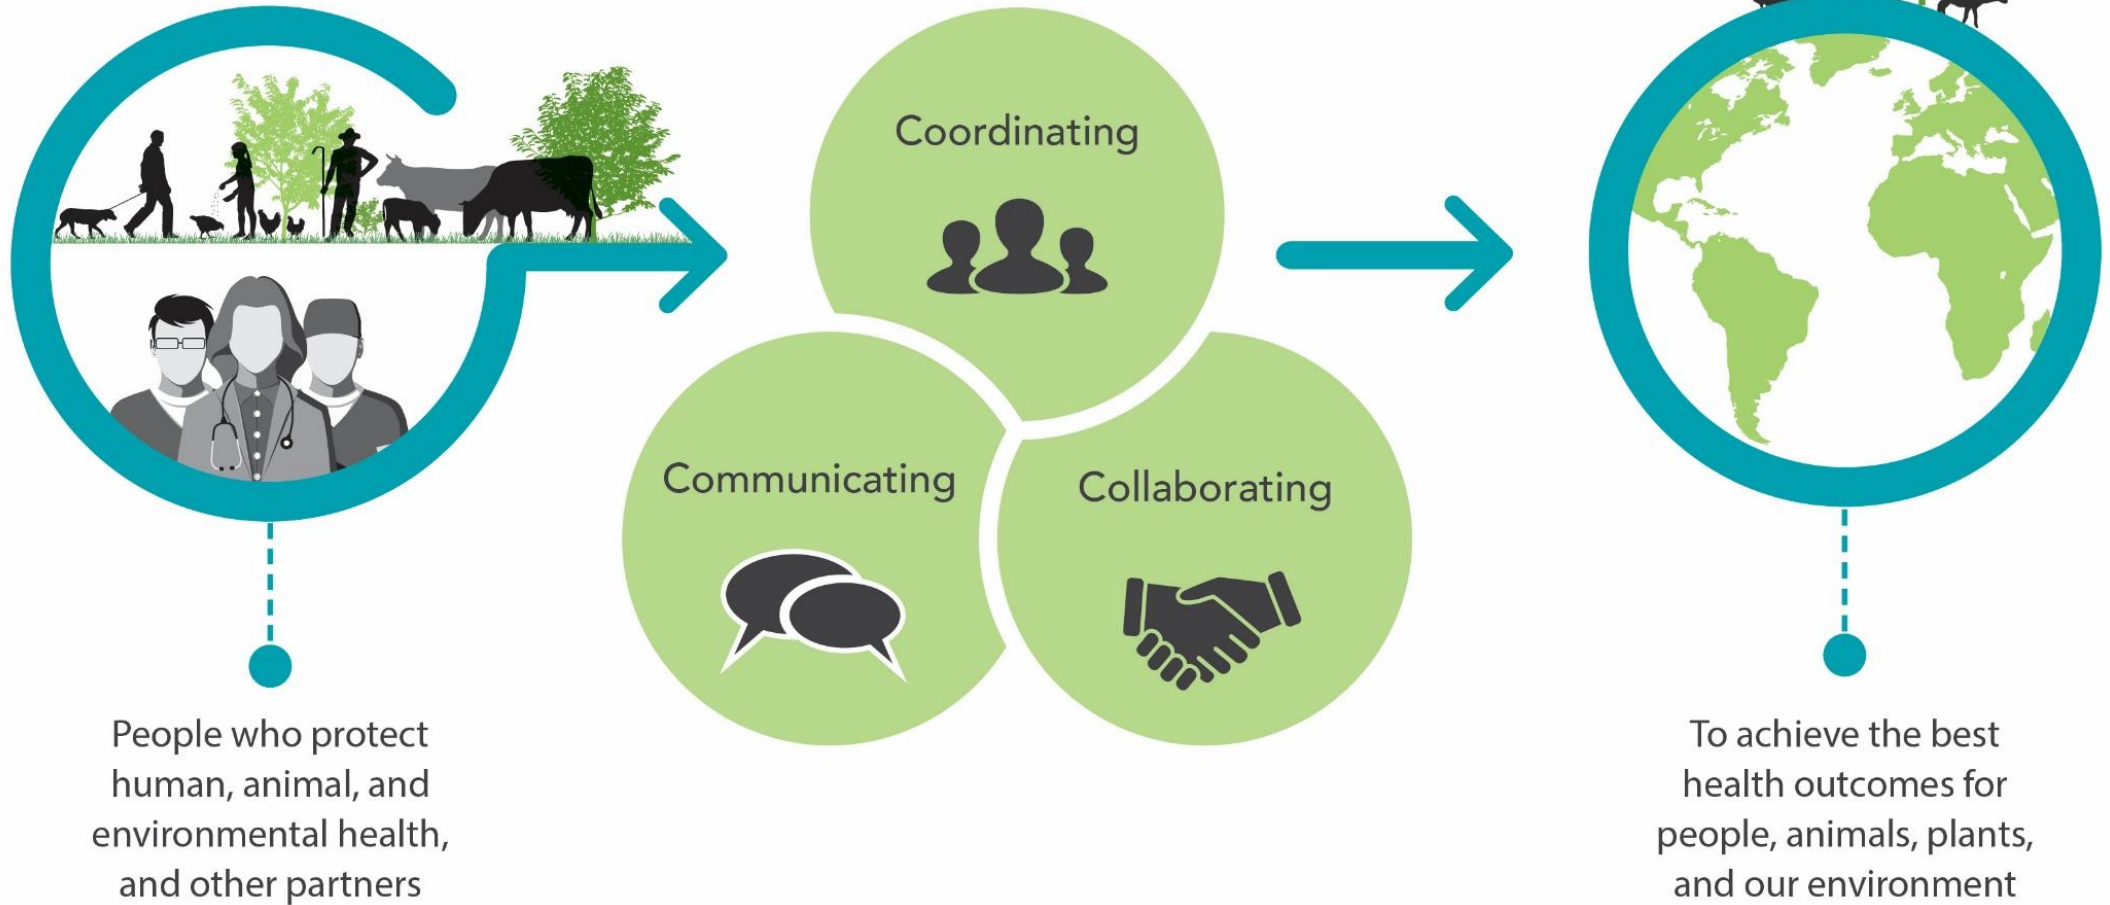 Coordinating
Communicating
Collaborating
People who protect
human, animal, and
environmental health,
and other partners
To achieve the best
health outcomes for
people, animals, plants,
and our environment